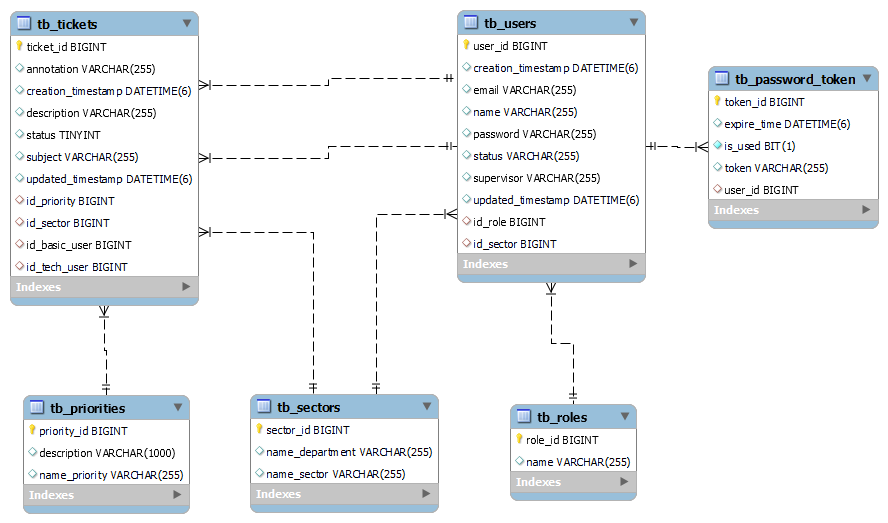 tb_tickets
ticket_id BIGINT
annotation VARCHAR(255)
creation_timestamp DATETIME(6)
description VARCHAR(255)
status TINYINT
subject VARCHAR(255)
updated_timestamp DATETIME(6)
id_priority BIGINT
id_sector BIGINT
id_basic_user BIGINT
id_tech_user BIGINT
Indexes
tb_users
user_id BIGINT
creation_timestamp DATETIME(6)
email VARCHAR(255)
name VARCHAR(255)
password VARCHAR(255)
status VARCHAR(255)
supervisor VARCHAR(255)
updated_timestamp DATETIME(6)
id_role BIGINT
id_sector BIGINT
Indexes
tb_password_token
token_id BIGINT
expire_time DATETIME(6)
is_used BIT(1)
token VARCHAR(255)
user_id BIGINT
Indexes
tb_priorities
priority_id BIGINT
description VARCHAR(1000)
name_priority VARCHAR(255)
Indexes
tb_sectors
sector_id BIGINT
name_department VARCHAR(255)
name_sector VARCHAR(255)
Indexes
tb_roles
role_id BIGINT
name VARCHAR(255)
Indexes